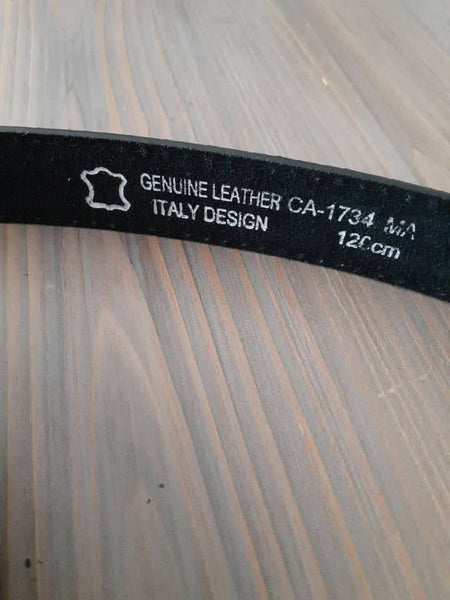 GENUINE LEATHER CA-1734 MA
ITALY DESIGN 120cm